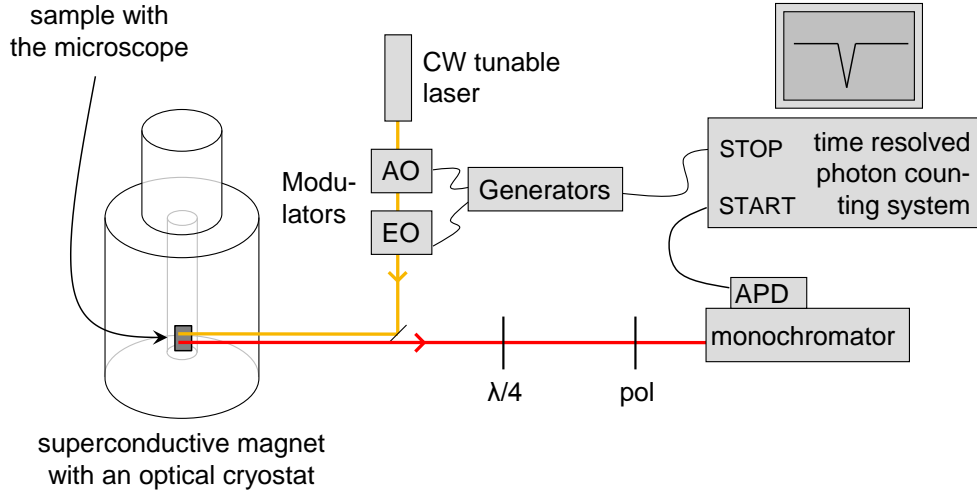 sample with
the microscope
CW tunable
laser
AO
Modu-
lators
EO
Generators
STOP
START
time resolved
photon coun-
ting system
APD
monochromator
λ/4
pol
superconductive magnet
with an optical cryostat